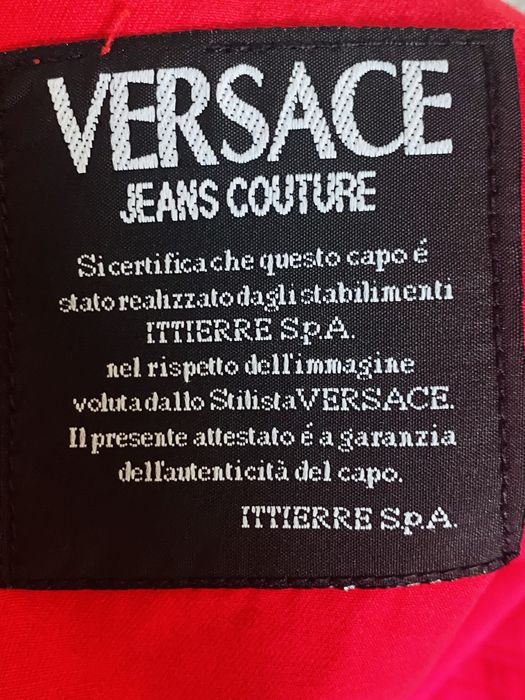 VERSACE
JEANS COUTURE
Si certifica che questo capo é
stato realizzato dagli stabilimenti
ITTIERRE S.p.A.
nel rispetto dell'immagine
voluta dallo Stilista VERSACE.
Il presente attestato é a garanzia
dell'autenticità del capo.
ITTIERRE S.p.A.